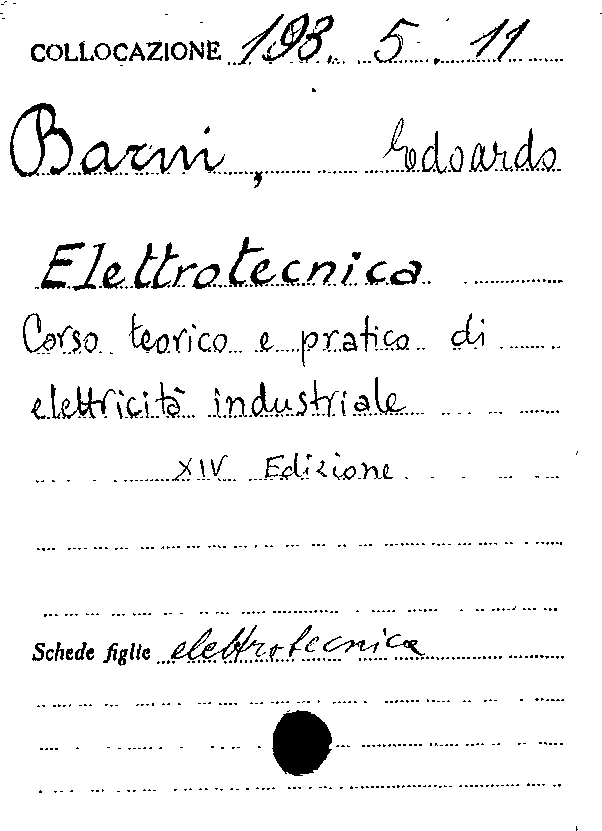 COLLOCAZIONE 193. 5. 11
Barni, Edoardo
Elettrotecnica
Corso teorico e pratico di
elettricità industriale
XIV Edizione
Schede figlie elettrotecnica